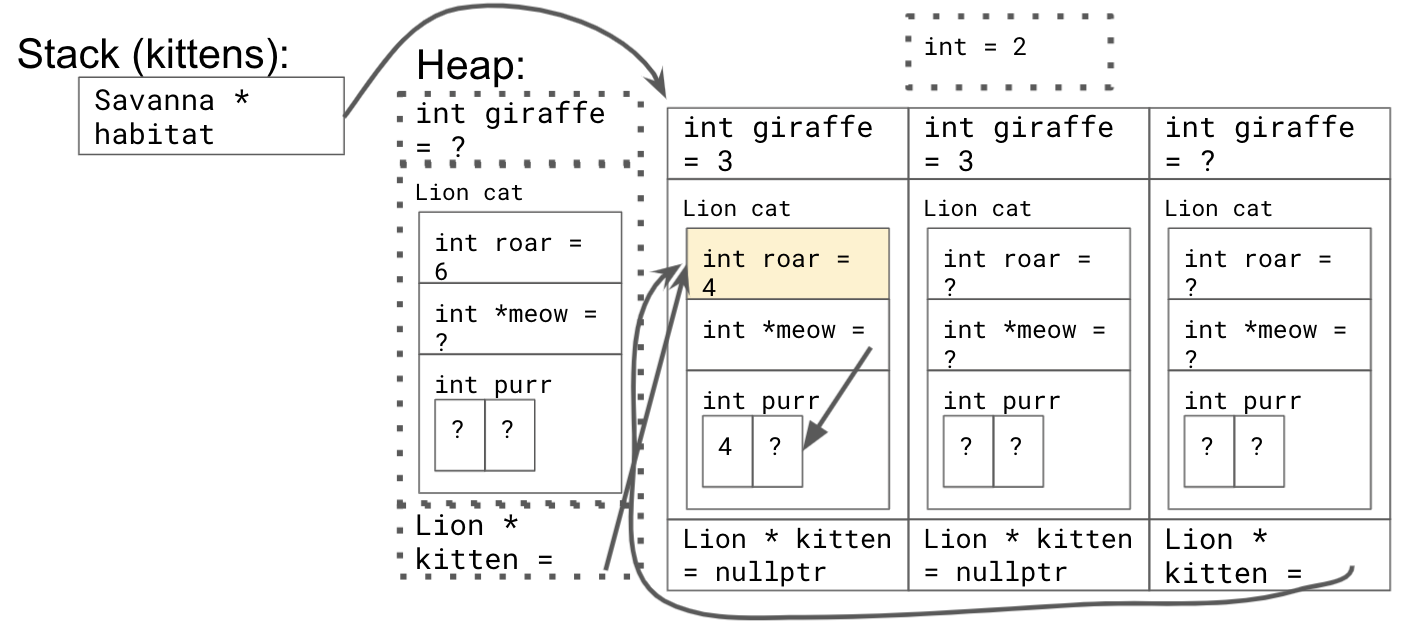 Stack (kittens):
Savanna *
habitat
Heap:
int giraffe
= ?
Lion cat
int roar =
6
int *meow =
?
int purr
? ?
Lion *
kitten =
int = 2
int giraffe
= 3
Lion cat
int roar =
4
int *meow =
int purr
4 ?
Lion * kitten
= nullptr
int giraffe
= 3
Lion cat
int roar =
?
int *meow =
?
int purr
? ?
Lion * kitten
= nullptr
int giraffe
= ?
Lion cat
int roar =
?
int *meow =
?
int purr
? ?
Lion *
kitten =